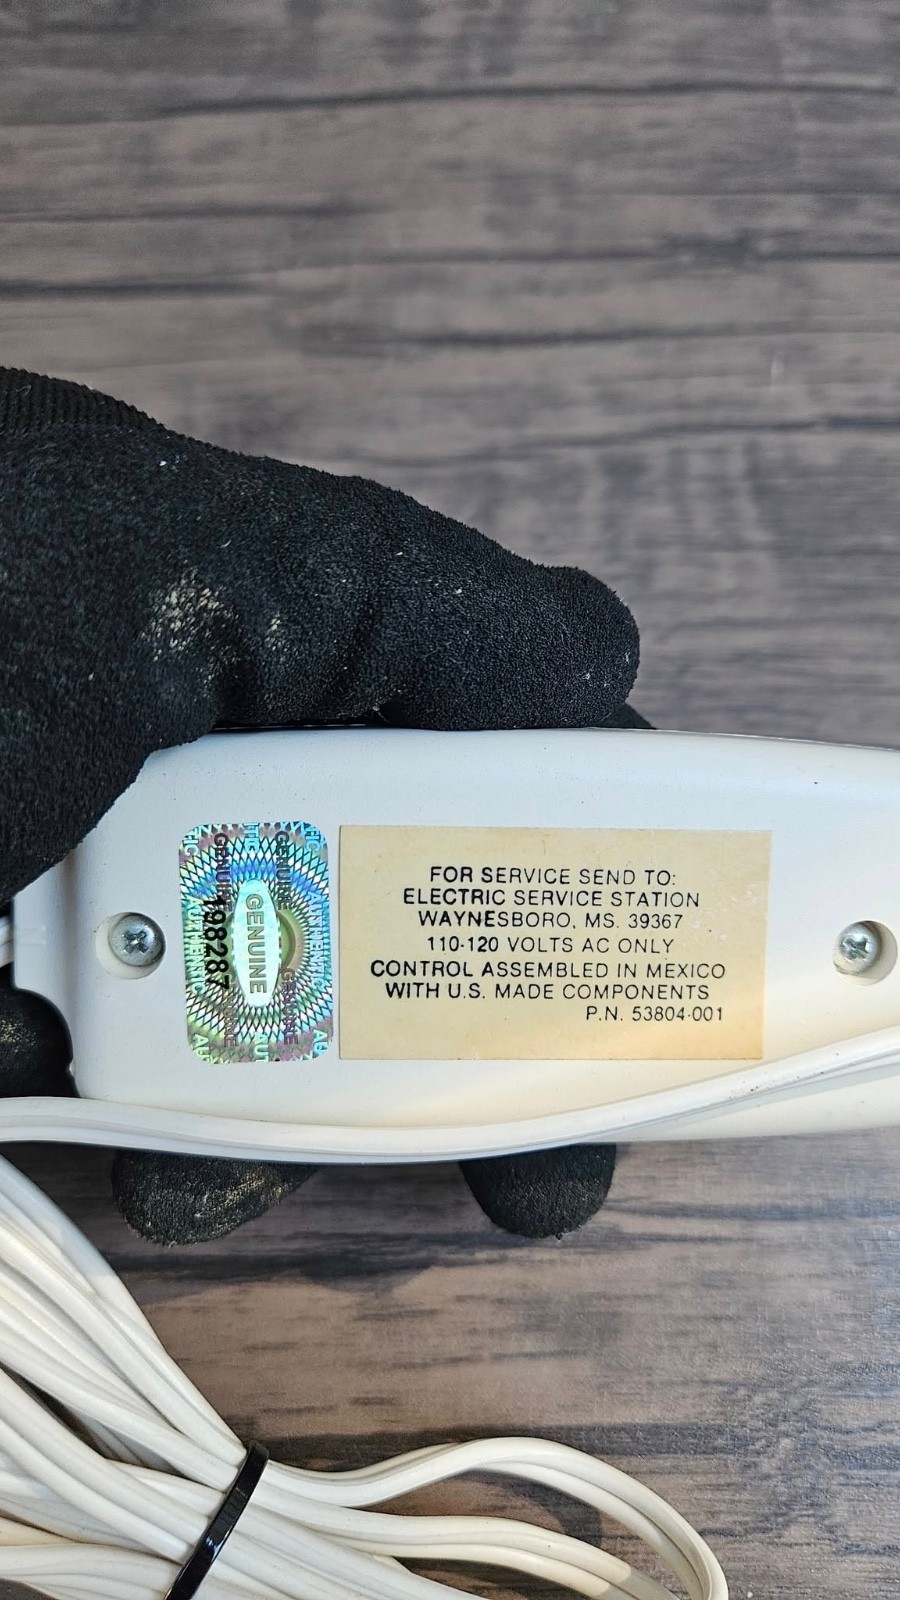 GENUINE
198287
FOR SERVICE SEND TO:
ELECTRIC SERVICE STATION
WAYNESBORO, MS. 39367
110-120 VOLTS AC ONLY
CONTROL ASSEMBLED IN MEXICO
WITH U.S. MADE COMPONENTS
P.N. 53804-001